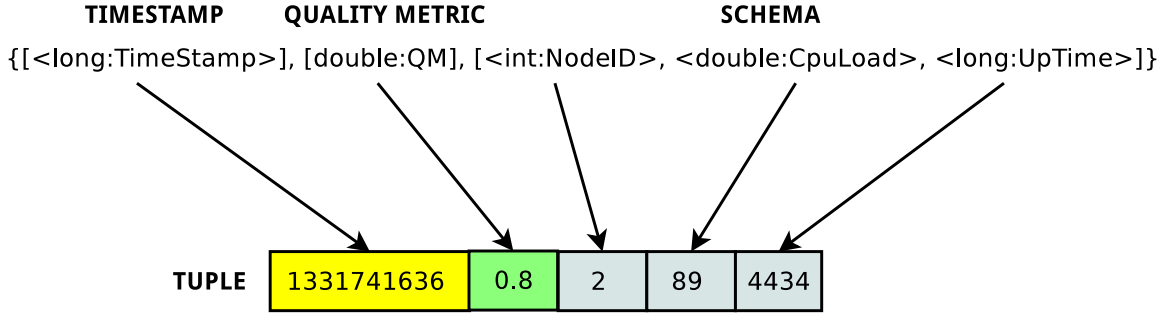 TIMESTAMP QUALITY METRIC SCHEMA
{[<long:TimeStamp>], [double:QM], [<int:NodeID>, <double:CpuLoad>, <long:UpTime>]}
TUPLE 1331741636 0.8 2 89 4434